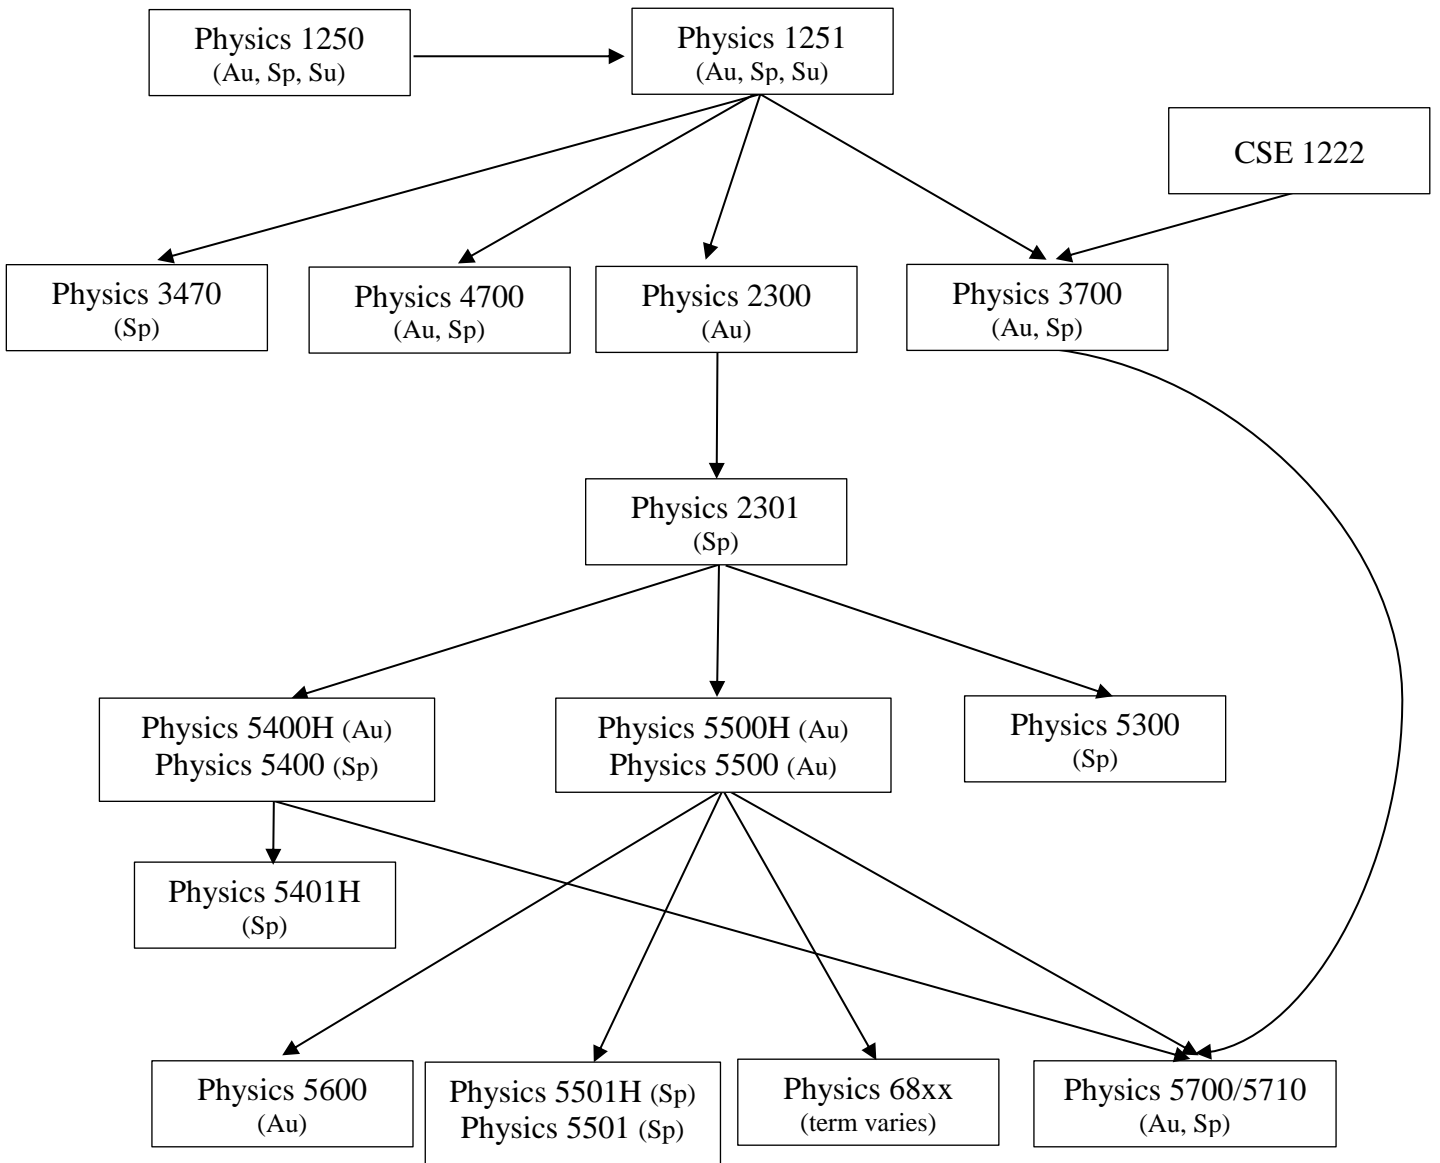 Physics 1250
(Au, Sp, Su)
Physics 1251
(Au, Sp, Su)
CSE 1222
Physics 3470
(Sp)
Physics 4700
(Au, Sp)
Physics 2300
(Au)
Physics 3700
(Au, Sp)
Physics 2301
(Sp)
Physics 5400H (Au)
Physics 5400 (Sp)
Physics 5500H (Au)
Physics 5500 (Au)
Physics 5300
(Sp)
Physics 5401H
(Sp)
Physics 5600
(Au)
Physics 5501H (Sp)
Physics 5501 (Sp)
Physics 68xx
(term varies)
Physics 5700/5710
(Au, Sp)